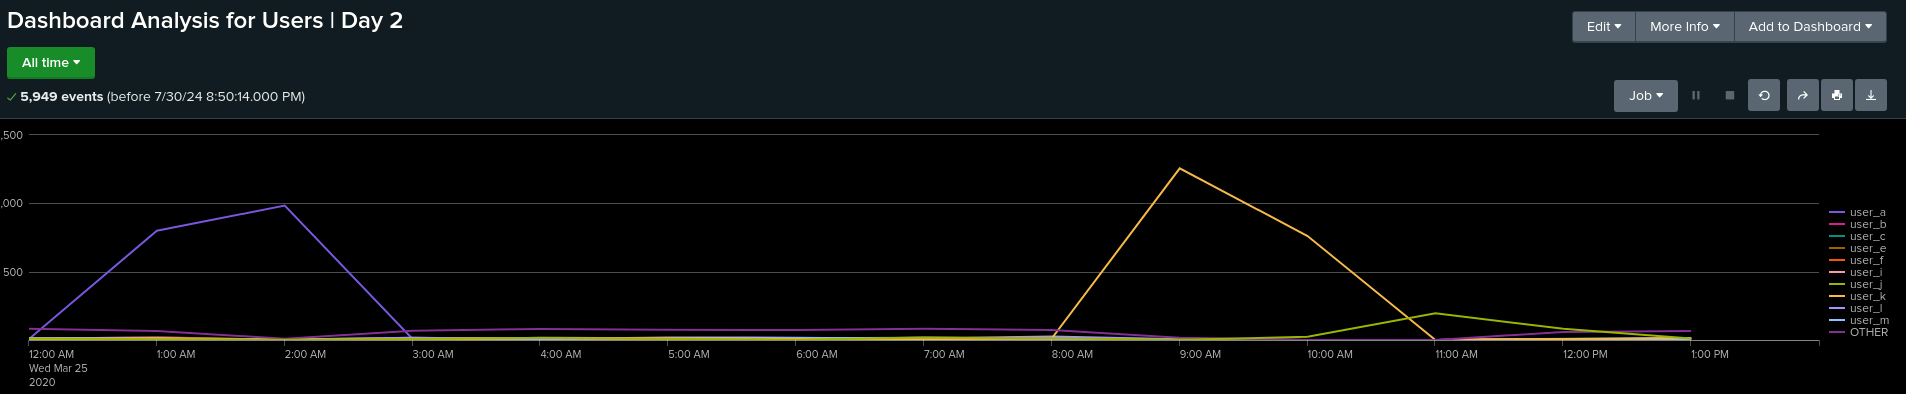 Dashboard Analysis for Users | Day 2
Edit More Info Add to Dashboard
All time
5,949 events (before 7/30/24 8:50:14.000 PM)
Job
,500
,000
500
user_a
user_b
user_c
user_e
user_f
user_i
user_j
user_k
user_l
user_m
OTHER
12:00 AM 1:00 AM 2:00 AM 3:00 AM 4:00 AM 5:00 AM 6:00 AM 7:00 AM 8:00 AM 9:00 AM 10:00 AM 11:00 AM 12:00 PM 1:00 PM
Wed Mar 25
2020